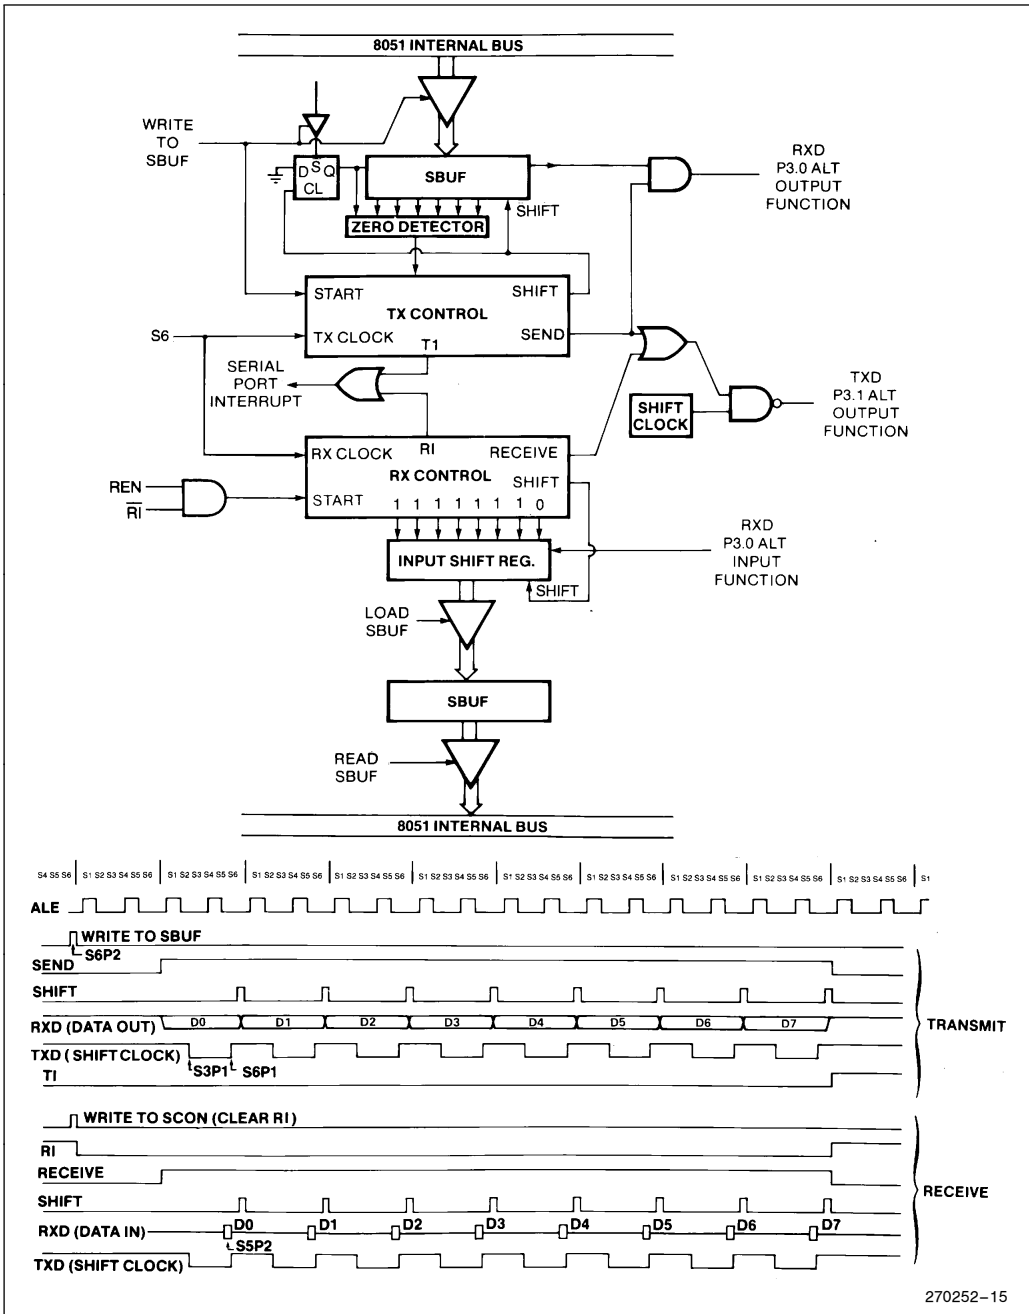 8051 INTERNAL BUS
WRITE
TO
SBUF
D S Q
CL
SBUF
SHIFT
ZERO DETECTOR
RXD
P3.0 ALT
OUTPUT
FUNCTION
START
SHIFT
TX CONTROL
S6
TX CLOCK
T1
SEND
SERIAL
PORT
INTERRUPT
SHIFT
CLOCK
TXD
P3.1 ALT
OUTPUT
FUNCTION
RX CLOCK
RI
RECEIVE
RX CONTROL
SHIFT
REN
RI
START
1 1 1 1 1 1 1 0
INPUT SHIFT REG.
SHIFT
RXD
P3.0 ALT
INPUT
FUNCTION
LOAD
SBUF
SBUF
READ
SBUF
8051 INTERNAL BUS
S4 S5 S6 S1 S2 S3 S4 S5 S6 S1 S2 S3 S4 S5 S6 S1 S2 S3 S4 S5 S6 S1 S2 S3 S4 S5 S6 S1 S2 S3 S4 S5 S6 S1 S2 S3 S4 S5 S6 S1 S2 S3 S4 S5 S6 S1 S2 S3 S4 S5 S6 S1 S2 S3 S4 S5 S6 S1 S2 S3 S4 S5 S6 S1
ALE
WRITE TO SBUF
S6P2
SEND
SHIFT
RXD (DATA OUT) D0 D1 D2 D3 D4 D5 D6 D7
TRANSMIT
TXD (SHIFT CLOCK)
S3P1 S6P1
TI
WRITE TO SCON (CLEAR RI)
RI
RECEIVE
RECEIVE
SHIFT
RXD (DATA IN) D0 D1 D2 D3 D4 D5 D6 D7
S5P2
TXD (SHIFT CLOCK)
270252-15